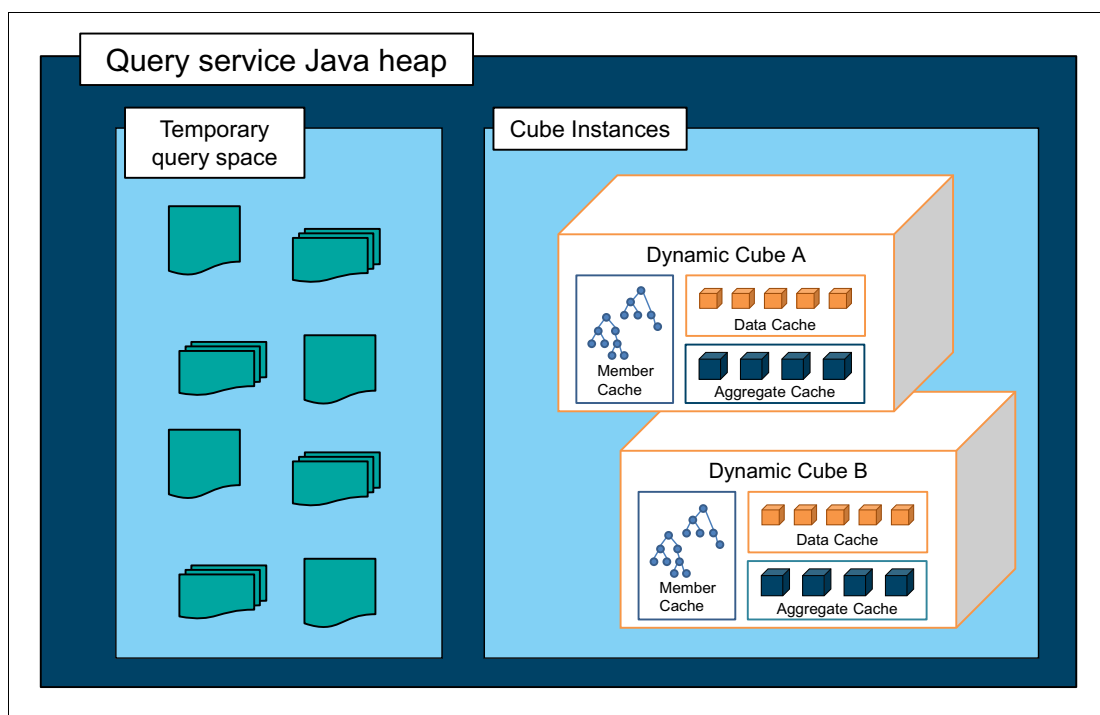 Query service Java heap
Temporary
query space
Cube Instances
Dynamic Cube A
Member
Cache
Data Cache
Aggregate Cache
Dynamic Cube B
Member
Cache
Data Cache
Aggregate Cache